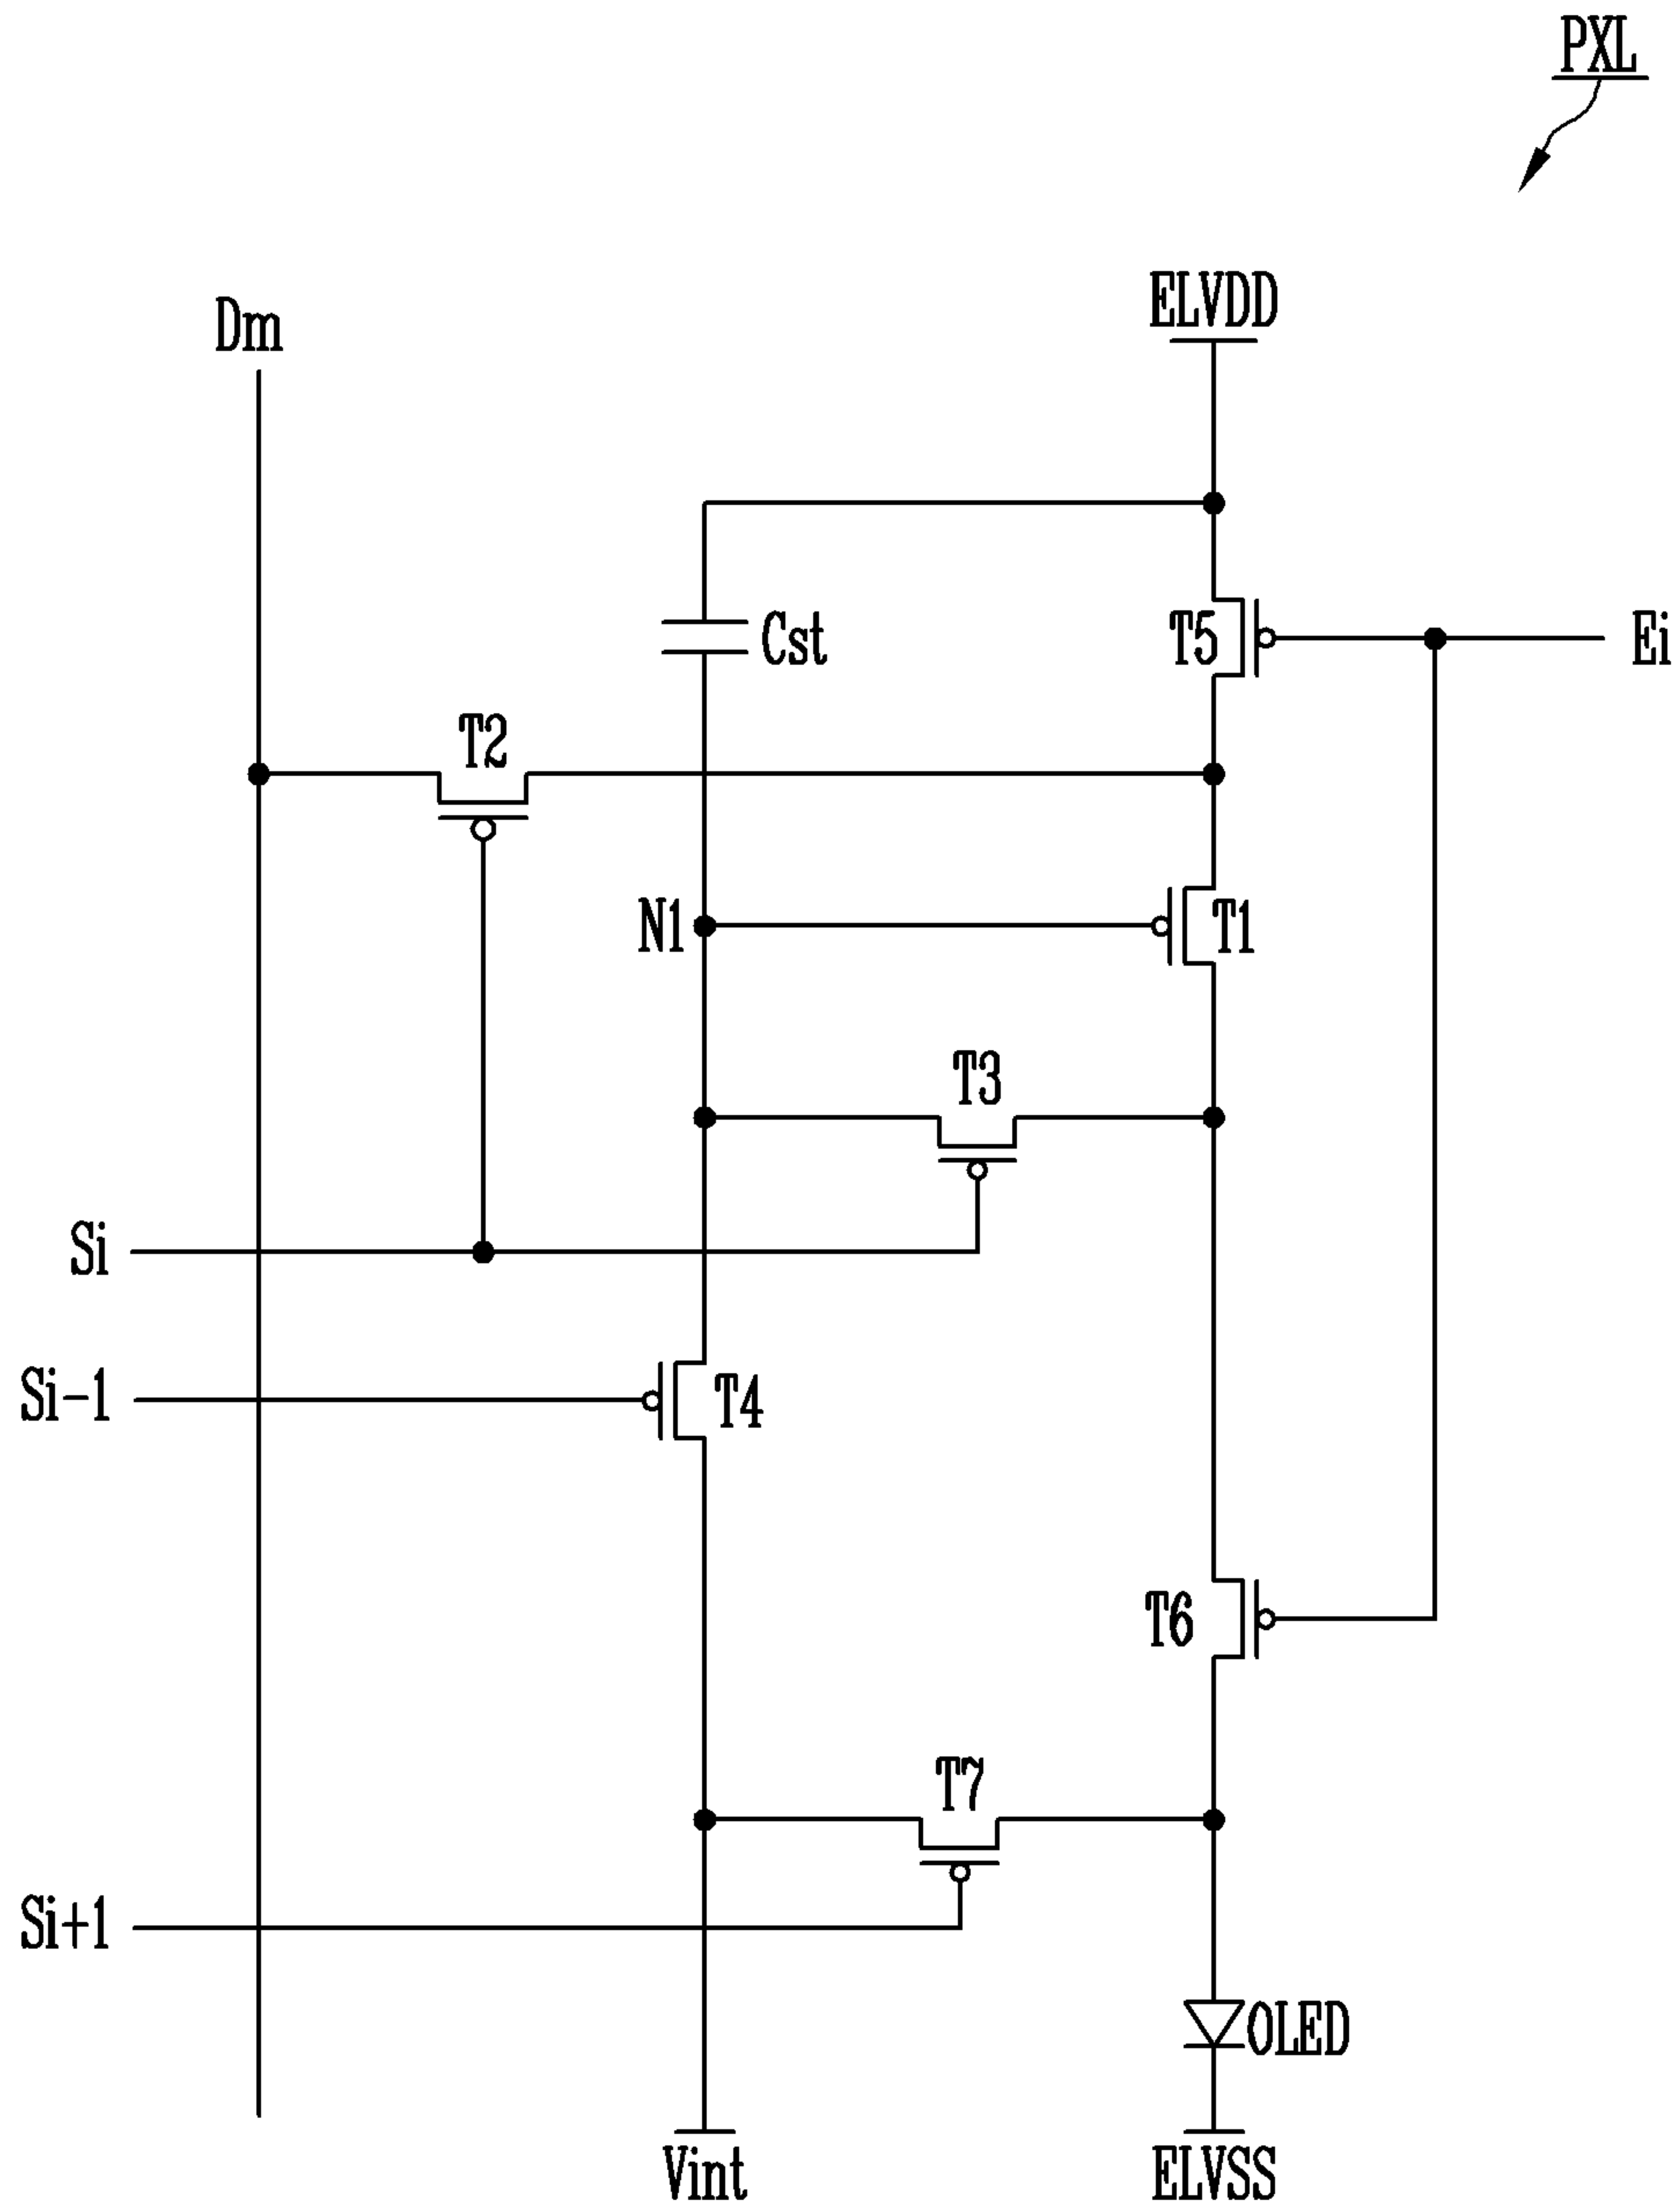 PXL
ELVDD
Dm
Cst
T5
Ei
T2
N1
T1
T3
Si
Si-1
T4
T6
T7
Si+1
OLED
Vint
ELVSS